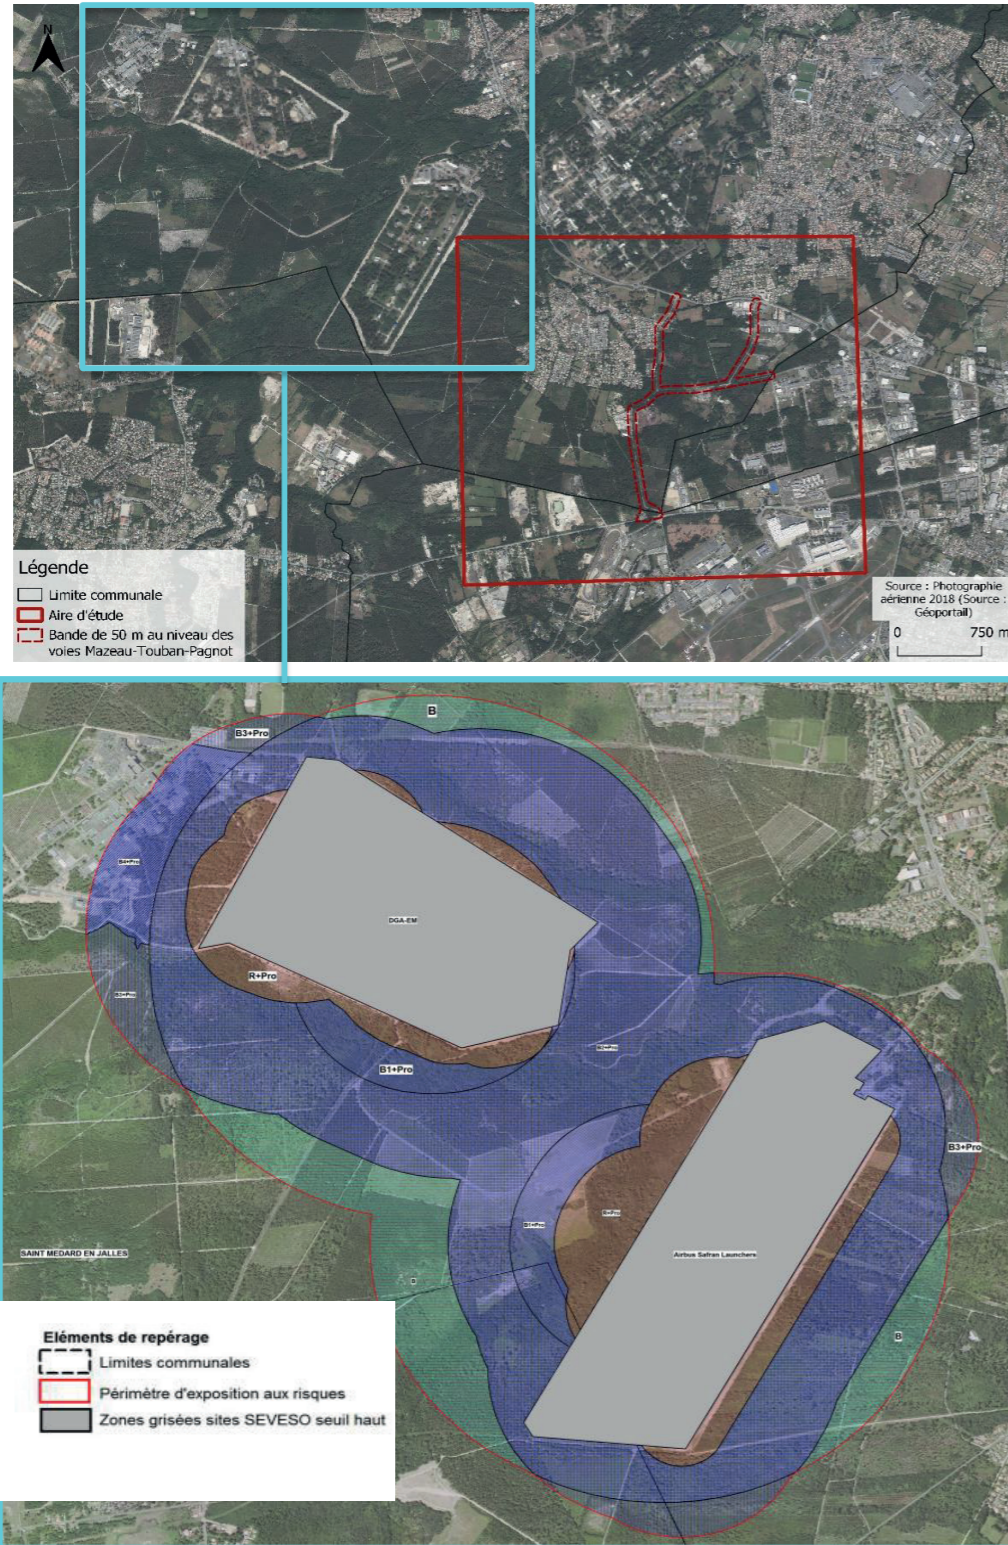 N
Légende
Limite communale
Aire d'étude
Bande de 50 m au niveau des
voies Mazeau-Touban-Pagnot
Source : Photographie
aérienne 2018 (Source :
Géoportail)
0 750 m
B
B3+Pro
B4+Pro
DGA-EM
R+Pro
B3+Pro
B2+Pro
B1+Pro
B3+Pro
B1+Pro
R+Pro
SAINT MEDARD EN JALLES
Airbus Safran Launchers
B
B
Eléments de repérage
Limites communales
Périmètre d'exposition aux risques
Zones grisées sites SEVESO seuil haut